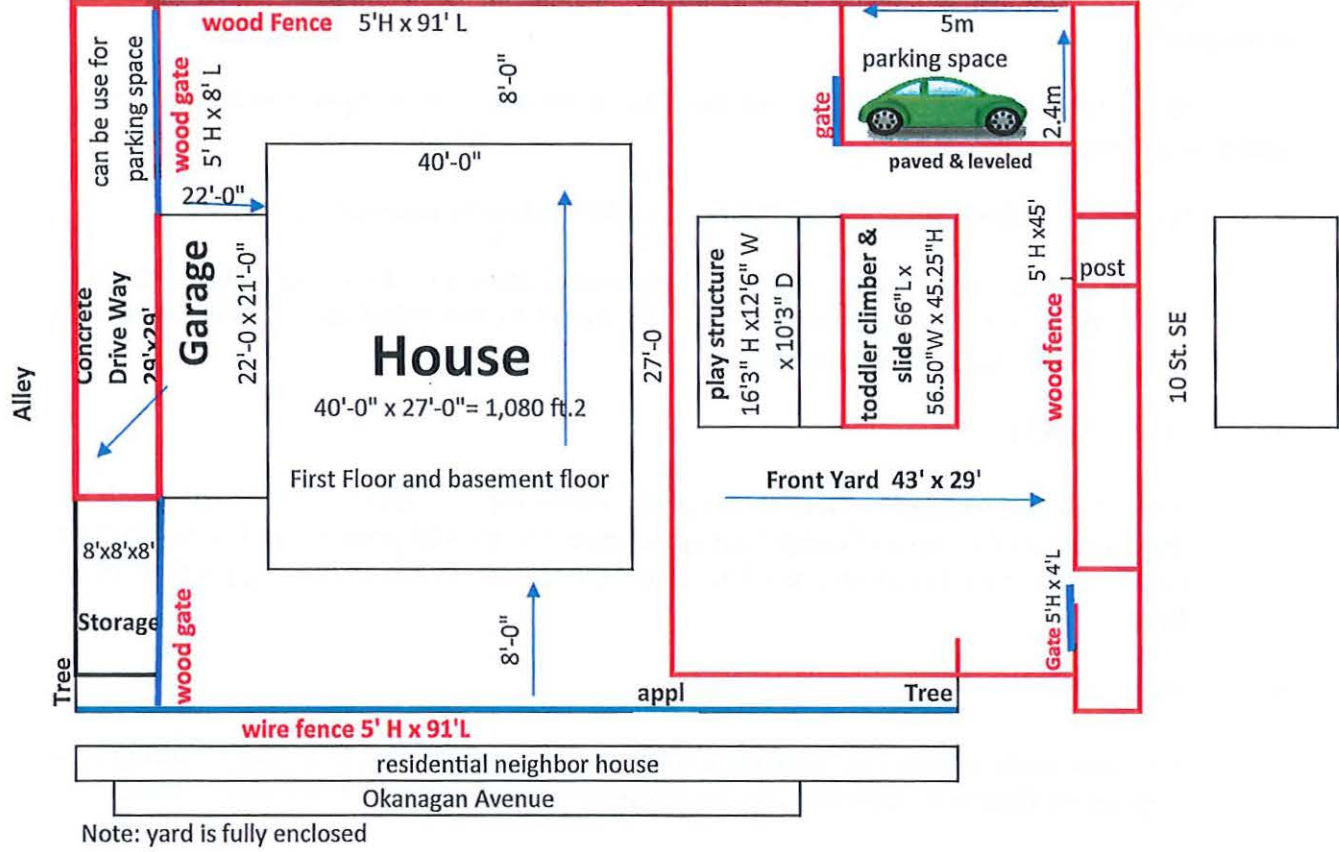 wood Fence 5'H x 91' L
can be use for
parking space
wood gate
5' H x 8' L
8'-0"
5m
parking space
2.4m
gate
paved & leveled
40'-0"
22'-0"
Garage
22'-0 x 21'-0"
Concrete
Drive Way
29'x29'
Alley
House
40'-0" x 27'-0"= 1,080 ft.2
First Floor and basement floor
27'-0
play structure
16'3" H x12'6" W
x 10'3" D
toddler climber &
slide 66"L x
56.50"W x 45.25"H
5' H x45'
post
wood fence
10 St. SE
Front Yard 43' x 29'
8'x8'x8'
Storage
wood gate
8'-0"
Gate 5'H x 4'L
Tree
appl
Tree
wire fence 5' H x 91'L
residential neighbor house
Okanagan Avenue
Note: yard is fully enclosed